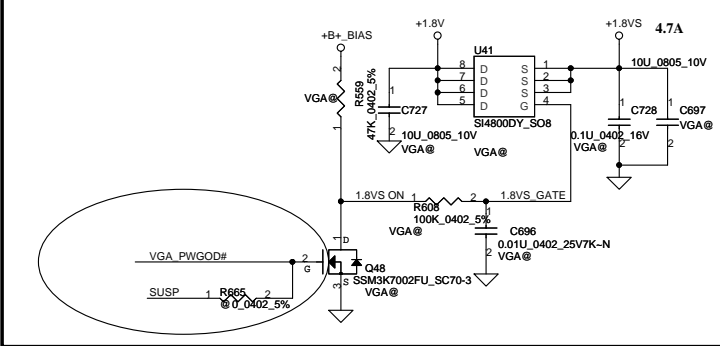 +B+_BIAS
+1.8V
+1.8VS
4.7A
U41
8 D S 1
7 D S 2
6 D S 3
5 D G 4
SI4800DY_SO8
VGA@
2
R559
47K_0402_5%
VGA@
1
1
C727
2
10U_0805_10V
VGA@
10U_0805_10V
1
C728
2
0.1U_0402_16V
VGA@
1
C697
VGA@
2
1.8VS ON
1
R608
2
100K_0402_5%
VGA@
1.8VS_GATE
1
C696
0.01U_0402_25V7K~N
2
VGA@
VGA_PWGOD#
2
G
1
D
3
S
Q48
SSM3K7002FU_SC70-3
VGA@
SUSP
1
R665
2
@0_0402_5%